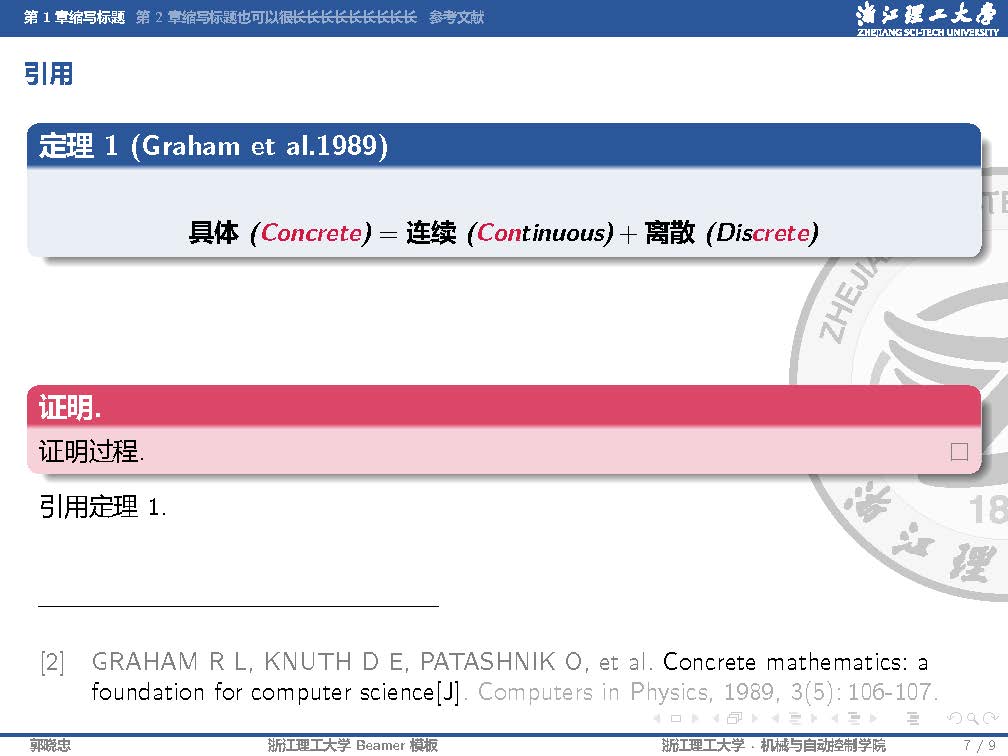 第 1 章缩写标题 第 2 章缩写标题也可以很长长长长长长长长长 参考文献
浙江理工大学
ZHEJIANG SCI-TECH UNIVERSITY
引用
定理 1 (Graham et al.1989)
具体 (Concrete) = 连续 (Continuous) + 离散 (Discrete)
TE
ZHEJIA
证明.
证明过程.
引用定理 1.
18
浙江理
[2] GRAHAM R L, KNUTH D E, PATASHNIK O, et al. Concrete mathematics: a
foundation for computer science[J]. Computers in Physics, 1989, 3(5): 106-107.
郭晓忠 浙江理工大学 Beamer 模板 浙江理工大学 · 机械与自动控制学院 7 / 9